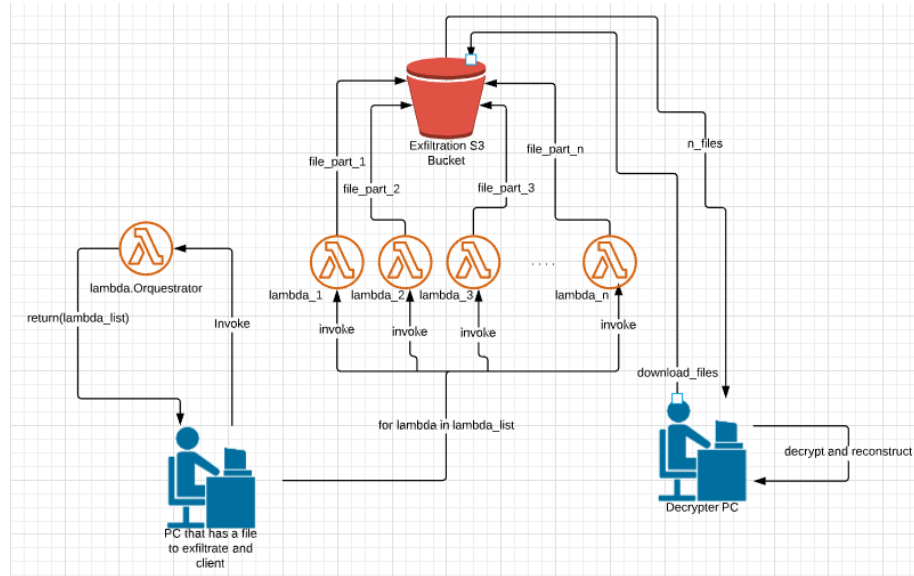 Exfiltration S3
Bucket
n_files
file_part_1
file_part_n
file_part_2
file_part_3
lambda.Orquestrator
lambda_1
lambda_2
lambda_3
. . . .
lambda_n
return(lambda_list)
Invoke
invoke
invoke
invoke
invoke
download_files
for lambda in lambda_list
decrypt and reconstruct
Decrypter PC
PC that has a file
to exfiltrate and
client